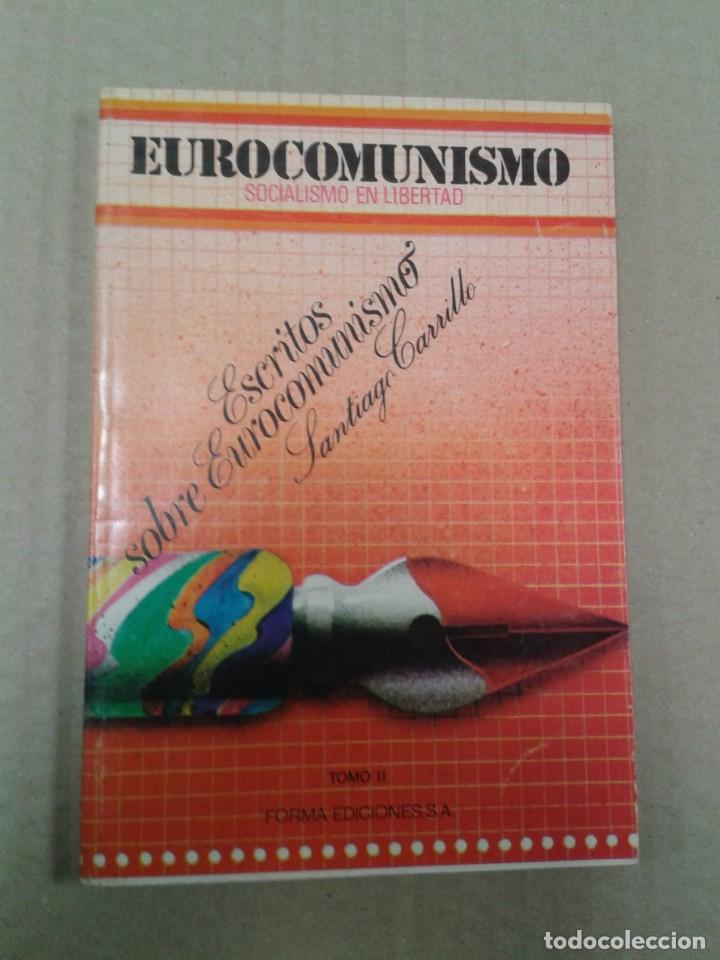 EUROCOMUNISMO
SOCIALISMO EN LIBERTAD
Escritos
sobre Eurocomunismo
Santiago Carrillo
TOMO II
FORMA EDICIONES, S.A.
todocoleccion